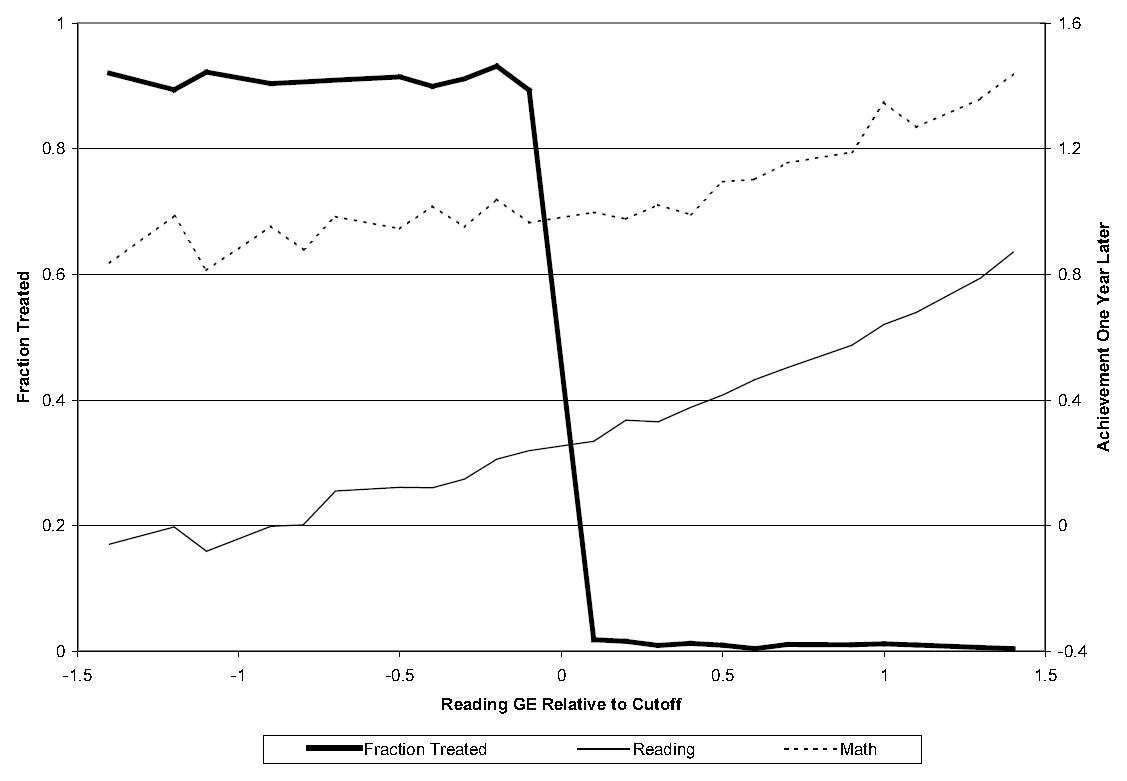 1
0.8
0.6
0.4
0.2
0
Fraction Treated
1.6
1.2
0.8
0.4
0
-0.4
Achievement One Year Later
-1.5 -1 -0.5 0 0.5 1 1.5
Reading GE Relative to Cutoff
Fraction Treated Reading Math